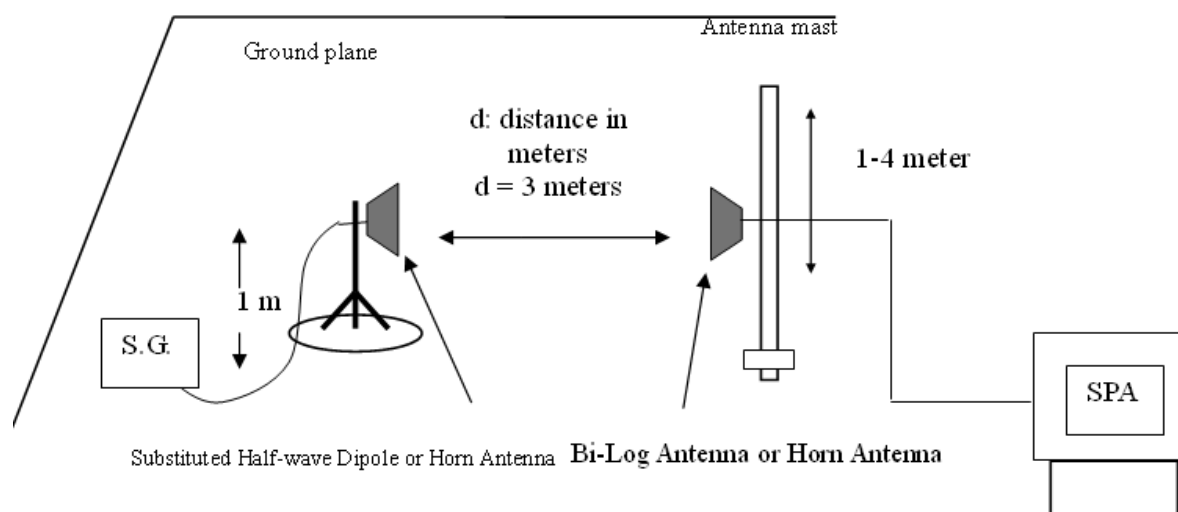 Antenna mast
Ground plane
d: distance in
meters
d = 3 meters
1-4 meter
1 m
S.G.
SPA
Substituted Half-wave Dipole or Horn Antenna
Bi-Log Antenna or Horn Antenna